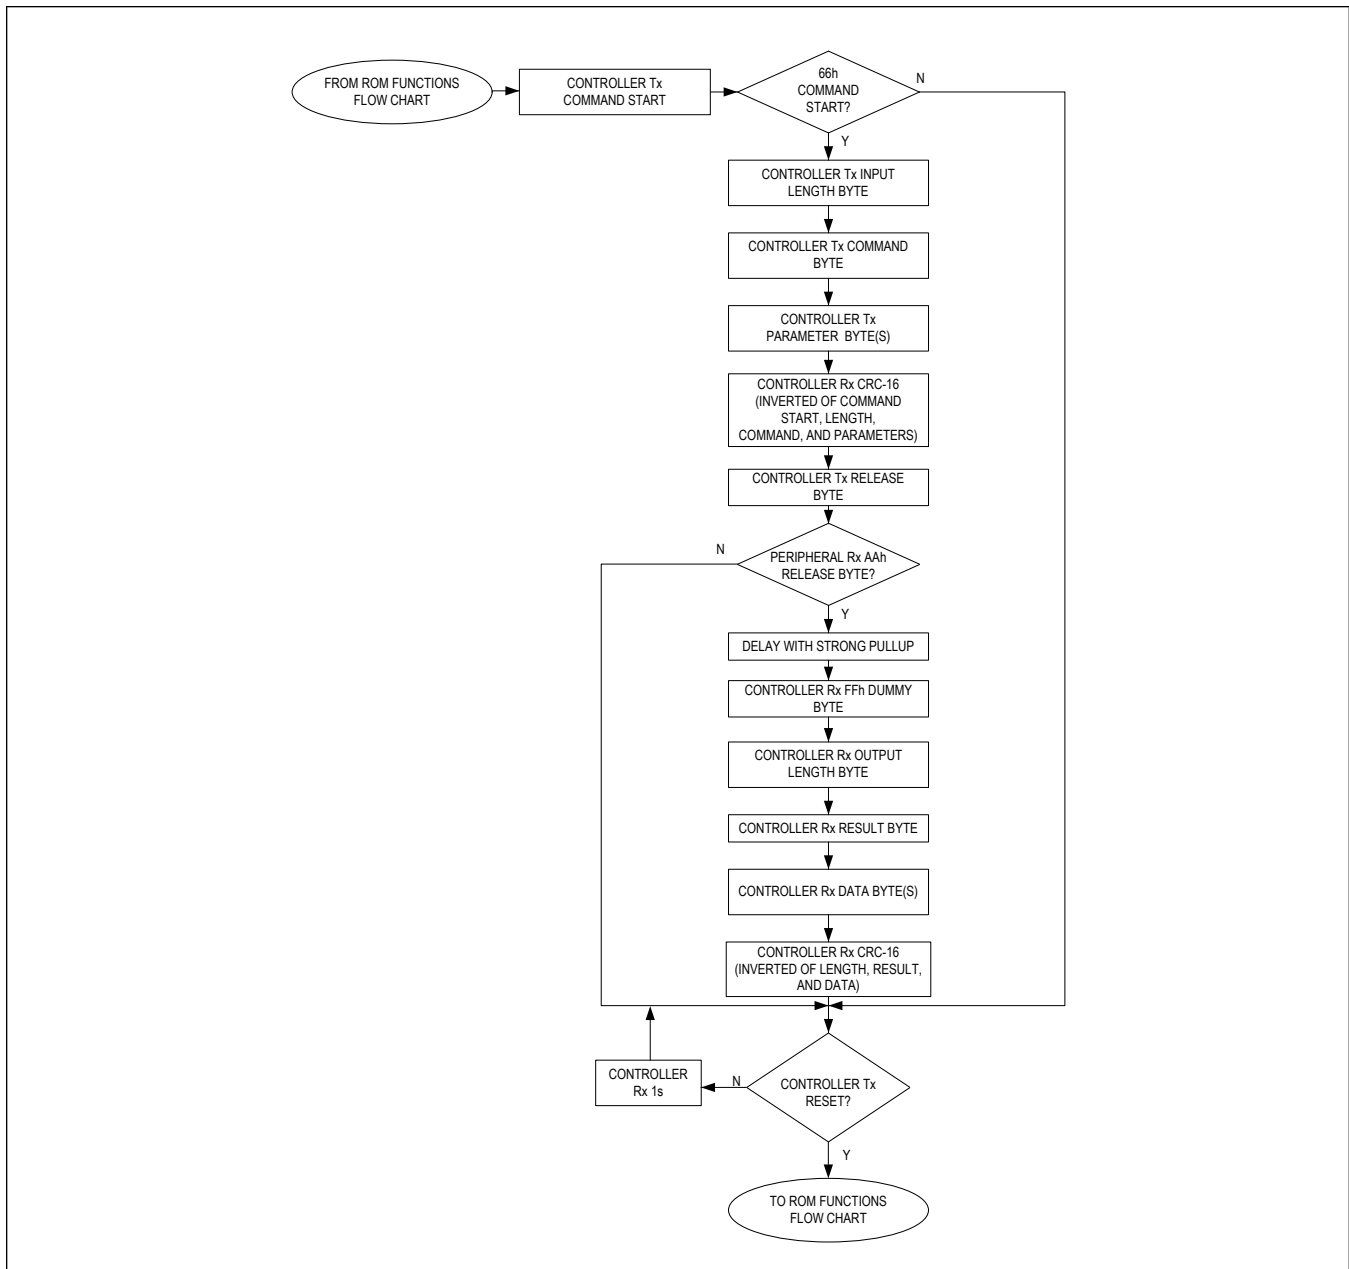 FROM ROM FUNCTIONS
FLOW CHART
CONTROLLER Tx
COMMAND START
66h
COMMAND
START?
N
Y
CONTROLLER Tx INPUT
LENGTH BYTE
CONTROLLER Tx COMMAND
BYTE
CONTROLLER Tx
PARAMETER BYTE(S)
CONTROLLER Rx CRC-16
(INVERTED OF COMMAND
START, LENGTH,
COMMAND, AND PARAMETERS)
CONTROLLER Tx RELEASE
BYTE
N
PERIPHERAL Rx AAh
RELEASE BYTE?
Y
DELAY WITH STRONG PULLUP
CONTROLLER Rx FFh DUMMY
BYTE
CONTROLLER Rx OUTPUT
LENGTH BYTE
CONTROLLER Rx RESULT BYTE
CONTROLLER Rx DATA BYTE(S)
CONTROLLER Rx CRC-16
(INVERTED OF LENGTH, RESULT,
AND DATA)
CONTROLLER
Rx 1s
N
CONTROLLER Tx
RESET?
Y
TO ROM FUNCTIONS
FLOW CHART